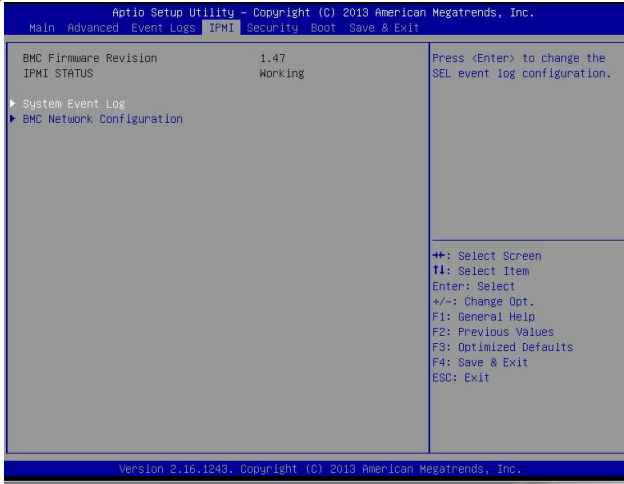 Aptio Setup Utility – Copyright (C) 2013 American Megatrends, Inc.
Main Advanced Event Logs IPMI Security Boot Save & Exit
BMC Firmware Revision 1.47
IPMI STATUS Working
System Event Log
BMC Network Configuration
Press <Enter> to change the
SEL event log configuration.
→←: Select Screen
↑↓: Select Item
Enter: Select
+/-: Change Opt.
F1: General Help
F2: Previous Values
F3: Optimized Defaults
F4: Save & Exit
ESC: Exit
Version 2.16.1243. Copyright (C) 2013 American Megatrends, Inc.